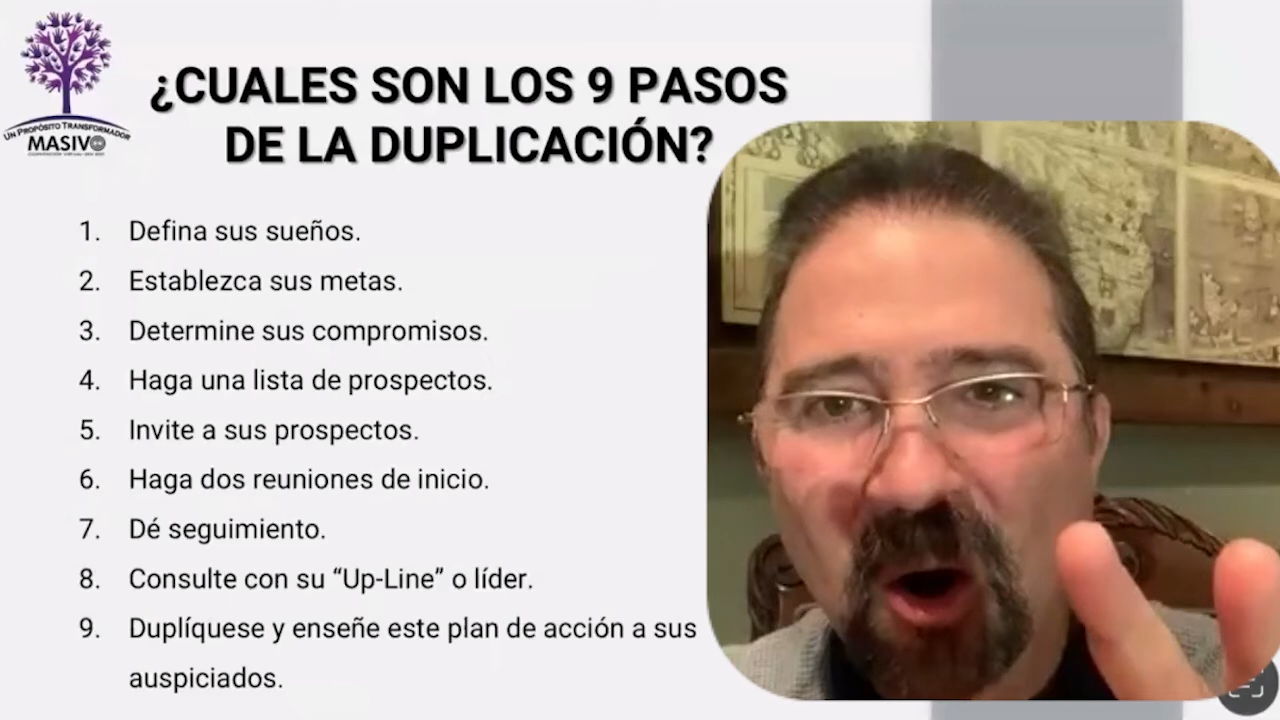 UN PROPÓSITO TRANSFORMADOR
MASIVO
¿CUALES SON LOS 9 PASOS
DE LA DUPLICACIÓN?
1. Defina sus sueños.
2. Establezca sus metas.
3. Determine sus compromisos.
4. Haga una lista de prospectos.
5. Invite a sus prospectos.
6. Haga dos reuniones de inicio.
7. Dé seguimiento.
8. Consulte con su “Up-Line” o líder.
9. Duplíquese y enseñe este plan de acción a sus
auspiciados.